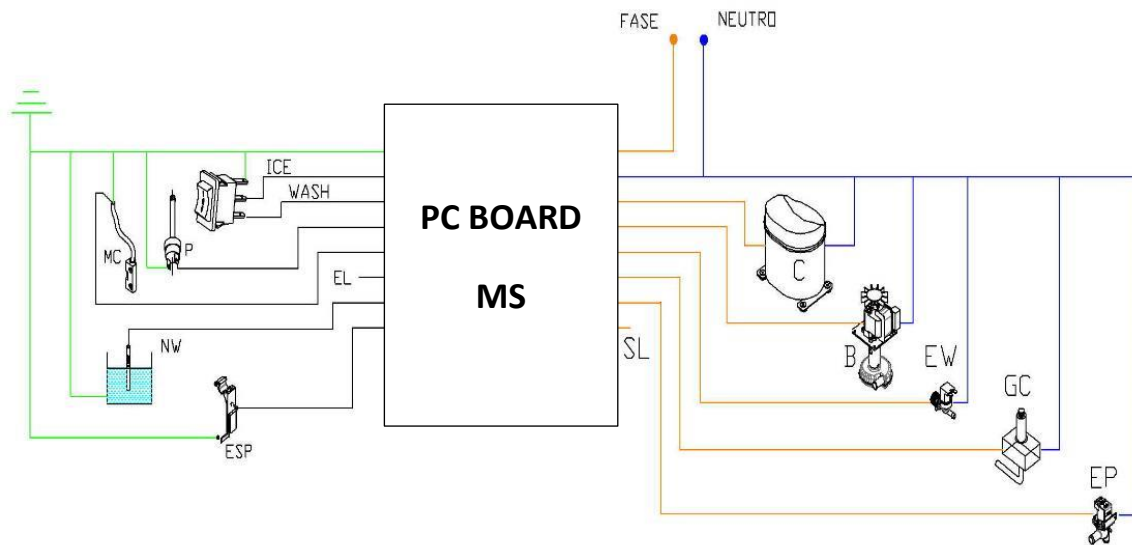 FASE
NEUTRO
ICE
WASH
PC BOARD
MS
MC
P
EL
NW
ESP
SL
C
B
EW
GC
EP